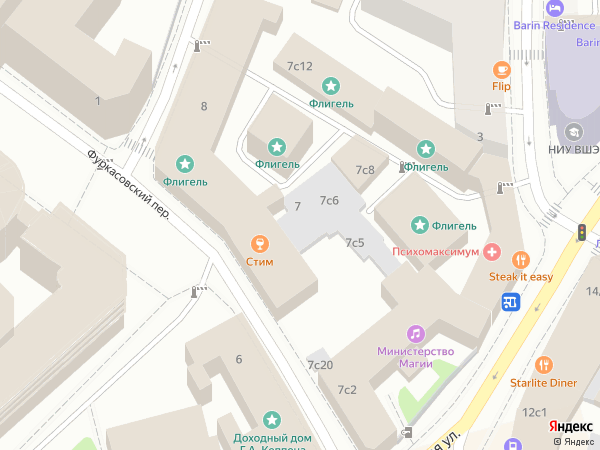 Barin Residence
Barin
7с12
Флигель
Flip
1
8
3
НИУ ВШЭ
Фуркасовский пер.
Флигель
Флигель
7с8
Флигель
7
7с6
Флигель
7с5
Психомаксимум
Стим
Steak it easy
14,
6
7с20
Министерство
Магии
7с2
Starlite Diner
12с1
Доходный дом
ул.
Яндекс
© Яндекс